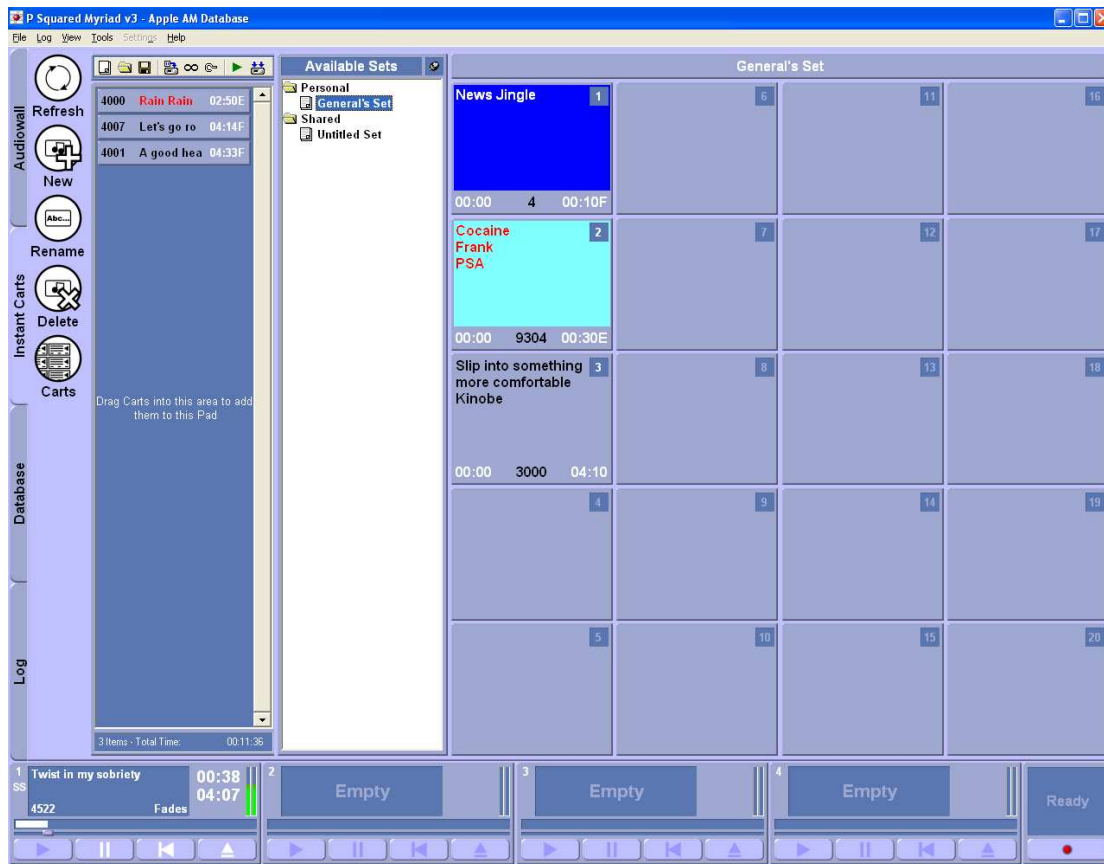 P Squared Myriad v3 - Apple AM Database
File Log View Tools Settings Help
Audiowall
Instant Carts
Database
Log
Refresh
New
Abc...
Rename
Delete
Carts
4000 Rain Rain 02:50E
4007 Let's go ro 04:14F
4001 A good hea 04:33F
Drag Carts into this area to add
them to this Pad
3 Items - Total Time: 00:11:36
Available Sets
Personal
General's Set
Shared
Untitled Set
General's Set
News Jingle 1
00:00 4 00:10F
6
11
16
Cocaine 2
Frank
PSA
00:00 9304 00:30E
7
12
17
Slip into something 3
more comfortable
Kinobe
00:00 3000 04:10
8
13
18
4
9
14
19
5
10
15
20
1 Twist in my sobriety 00:38
SS 04:07
4522 Fades
2
Empty
3
Empty
4
Empty
Ready